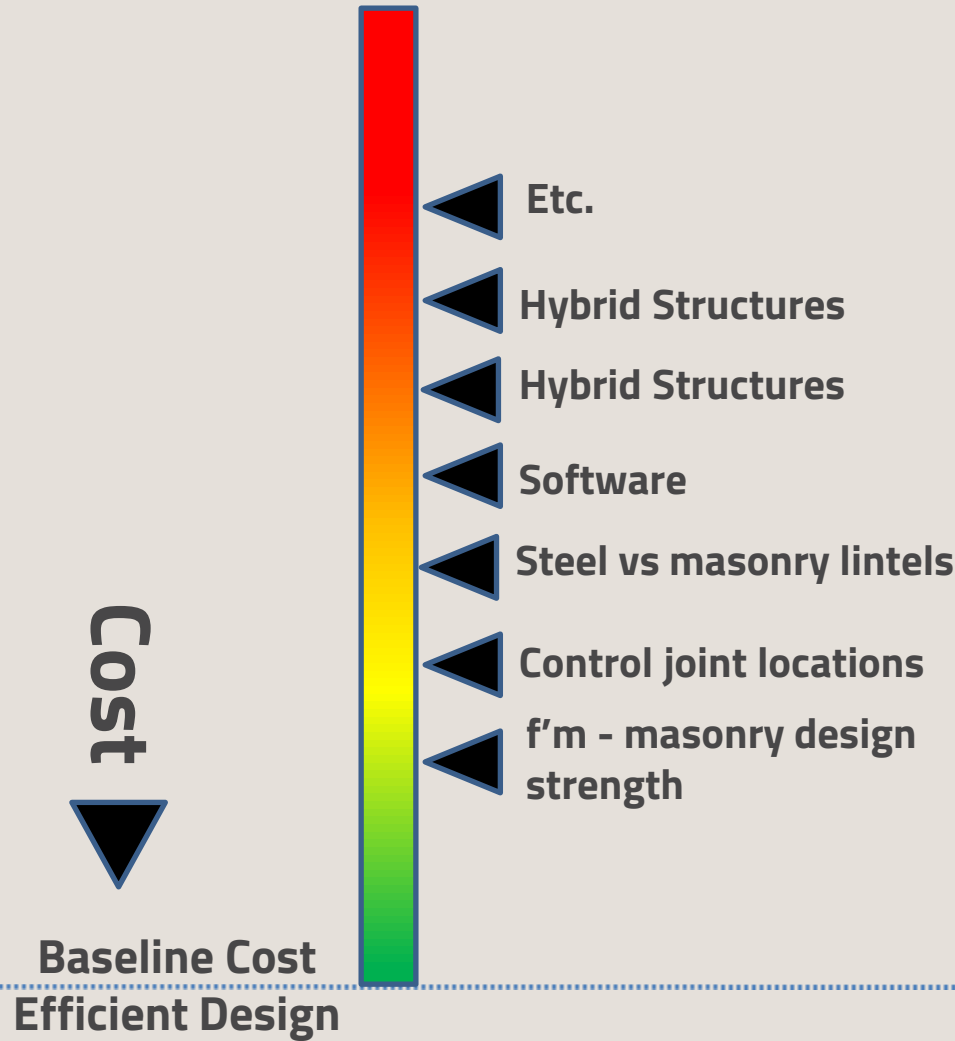 Etc.
Hybrid Structures
Hybrid Structures
Software
Steel vs masonry lintels
Control joint locations
f’m - masonry design
strength
Cost
Baseline Cost
Efficient Design